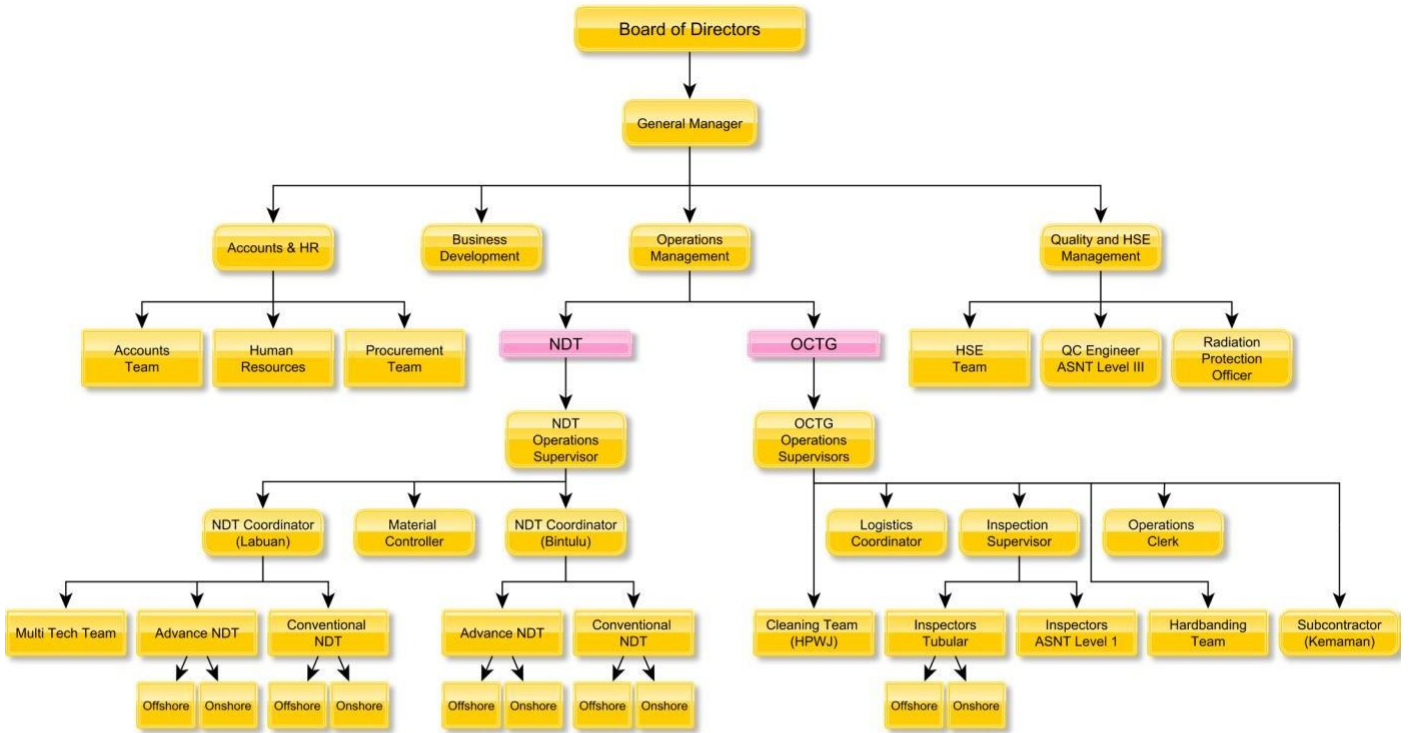 Board of Directors
General Manager
Accounts & HR
Business
Development
Operations
Management
Quality and HSE
Management
Accounts
Team
Human
Resources
Procurement
Team
NDT
OCTG
HSE
Team
QC Engineer
ASNT Level III
Radiation
Protection
Officer
NDT
Operations
Supervisor
OCTG
Operations
Supervisors
NDT Coordinator
(Labuan)
Material
Controller
NDT Coordinator
(Bintulu)
Logistics
Coordinator
Inspection
Supervisor
Operations
Clerk
Multi Tech Team
Advance NDT
Conventional
NDT
Advance NDT
Conventional
NDT
Cleaning Team
(HPWJ)
Inspectors
Tubular
Inspectors
ASNT Level 1
Hardbanding
Team
Subcontractor
(Kemaman)
Offshore
Onshore
Offshore
Onshore
Offshore
Onshore
Offshore
Onshore
Offshore
Onshore